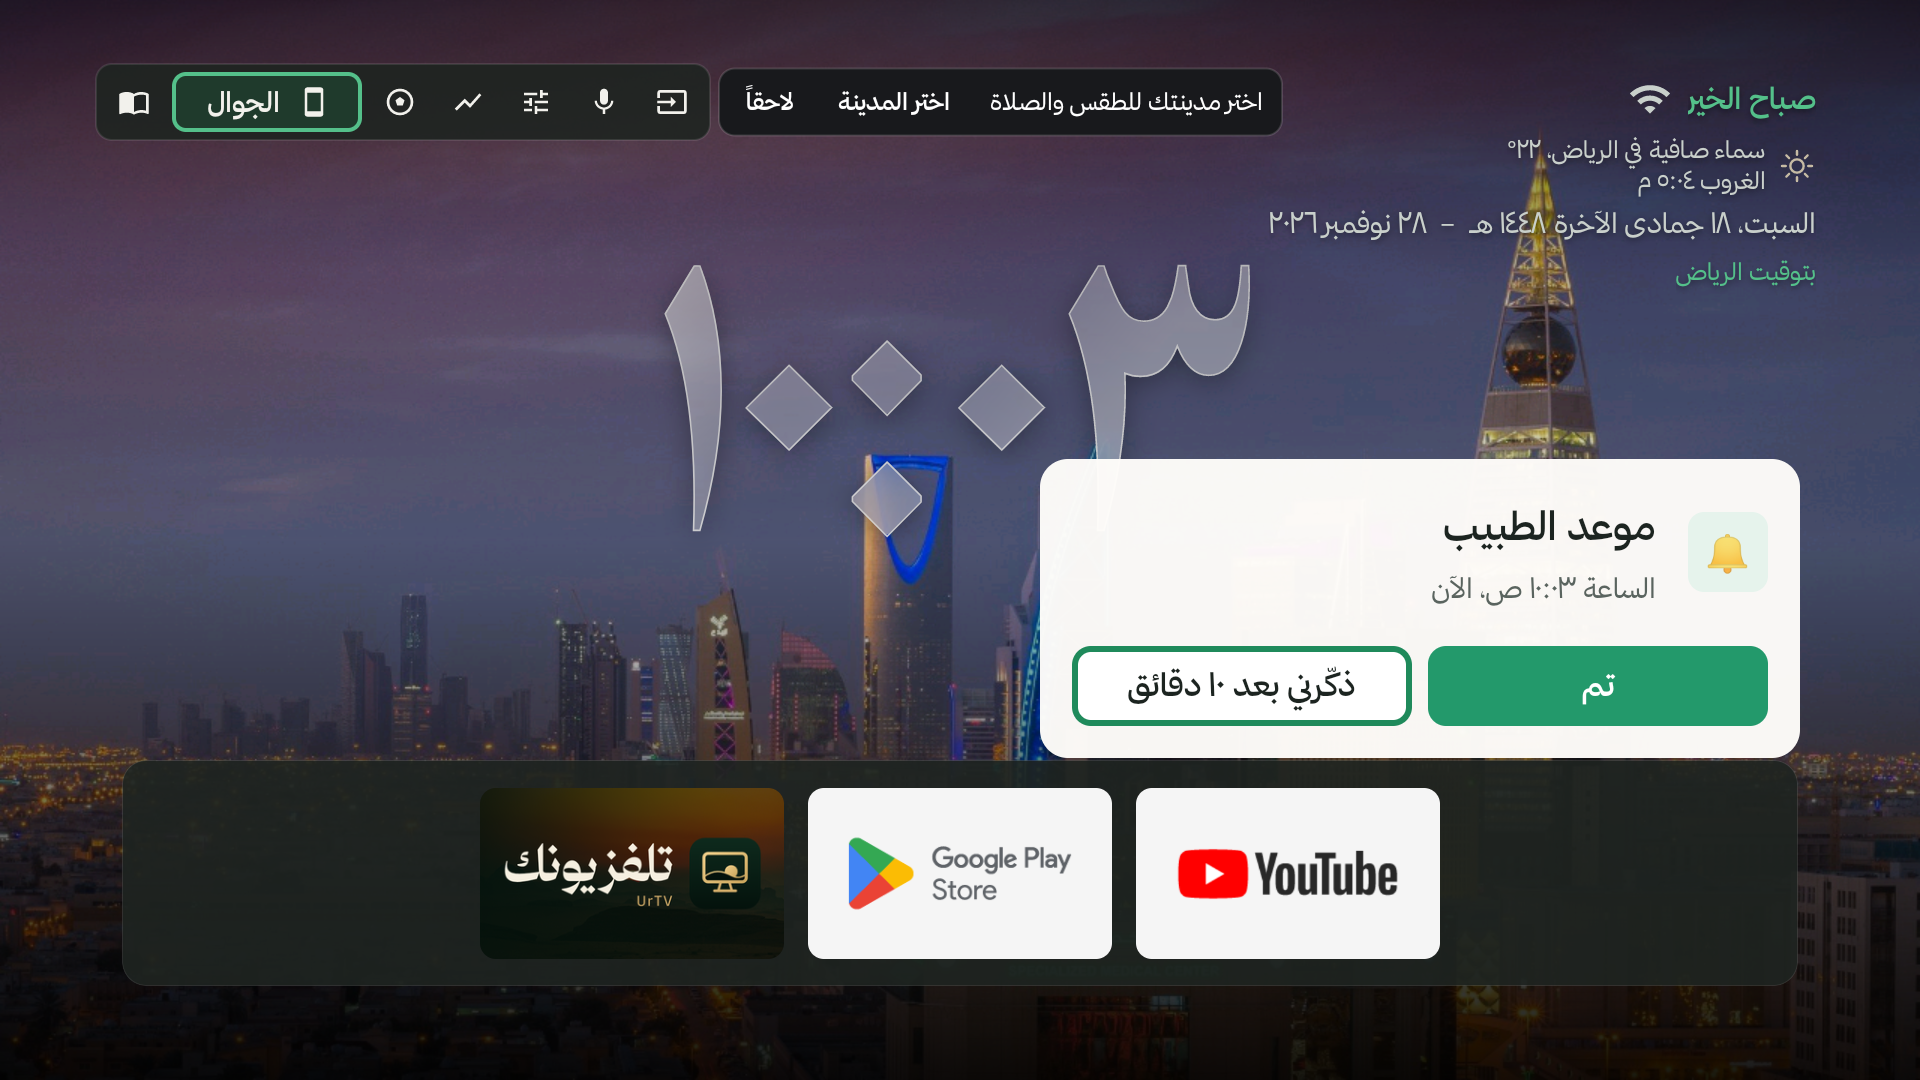 صباح الخير
سماء صافية في الرياض، ٢٢°
الغروب ٥:٠٤ م
السبت، ١٨ جمادى الآخرة ١٤٤٨ هـ – ٢٨ نوفمبر ٢٠٢٦
بتوقيت الرياض
اختر مدينتك للطقس والصلاة
اختر المدينة
لاحقاً
الجوال
١٠:٠٣
موعد الطبيب
الساعة ١٠:٠٣ ص، الآن
تم
ذكّرني بعد ١٠ دقائق
YouTube
Google Play
Store
تلفزيونك
UrTV